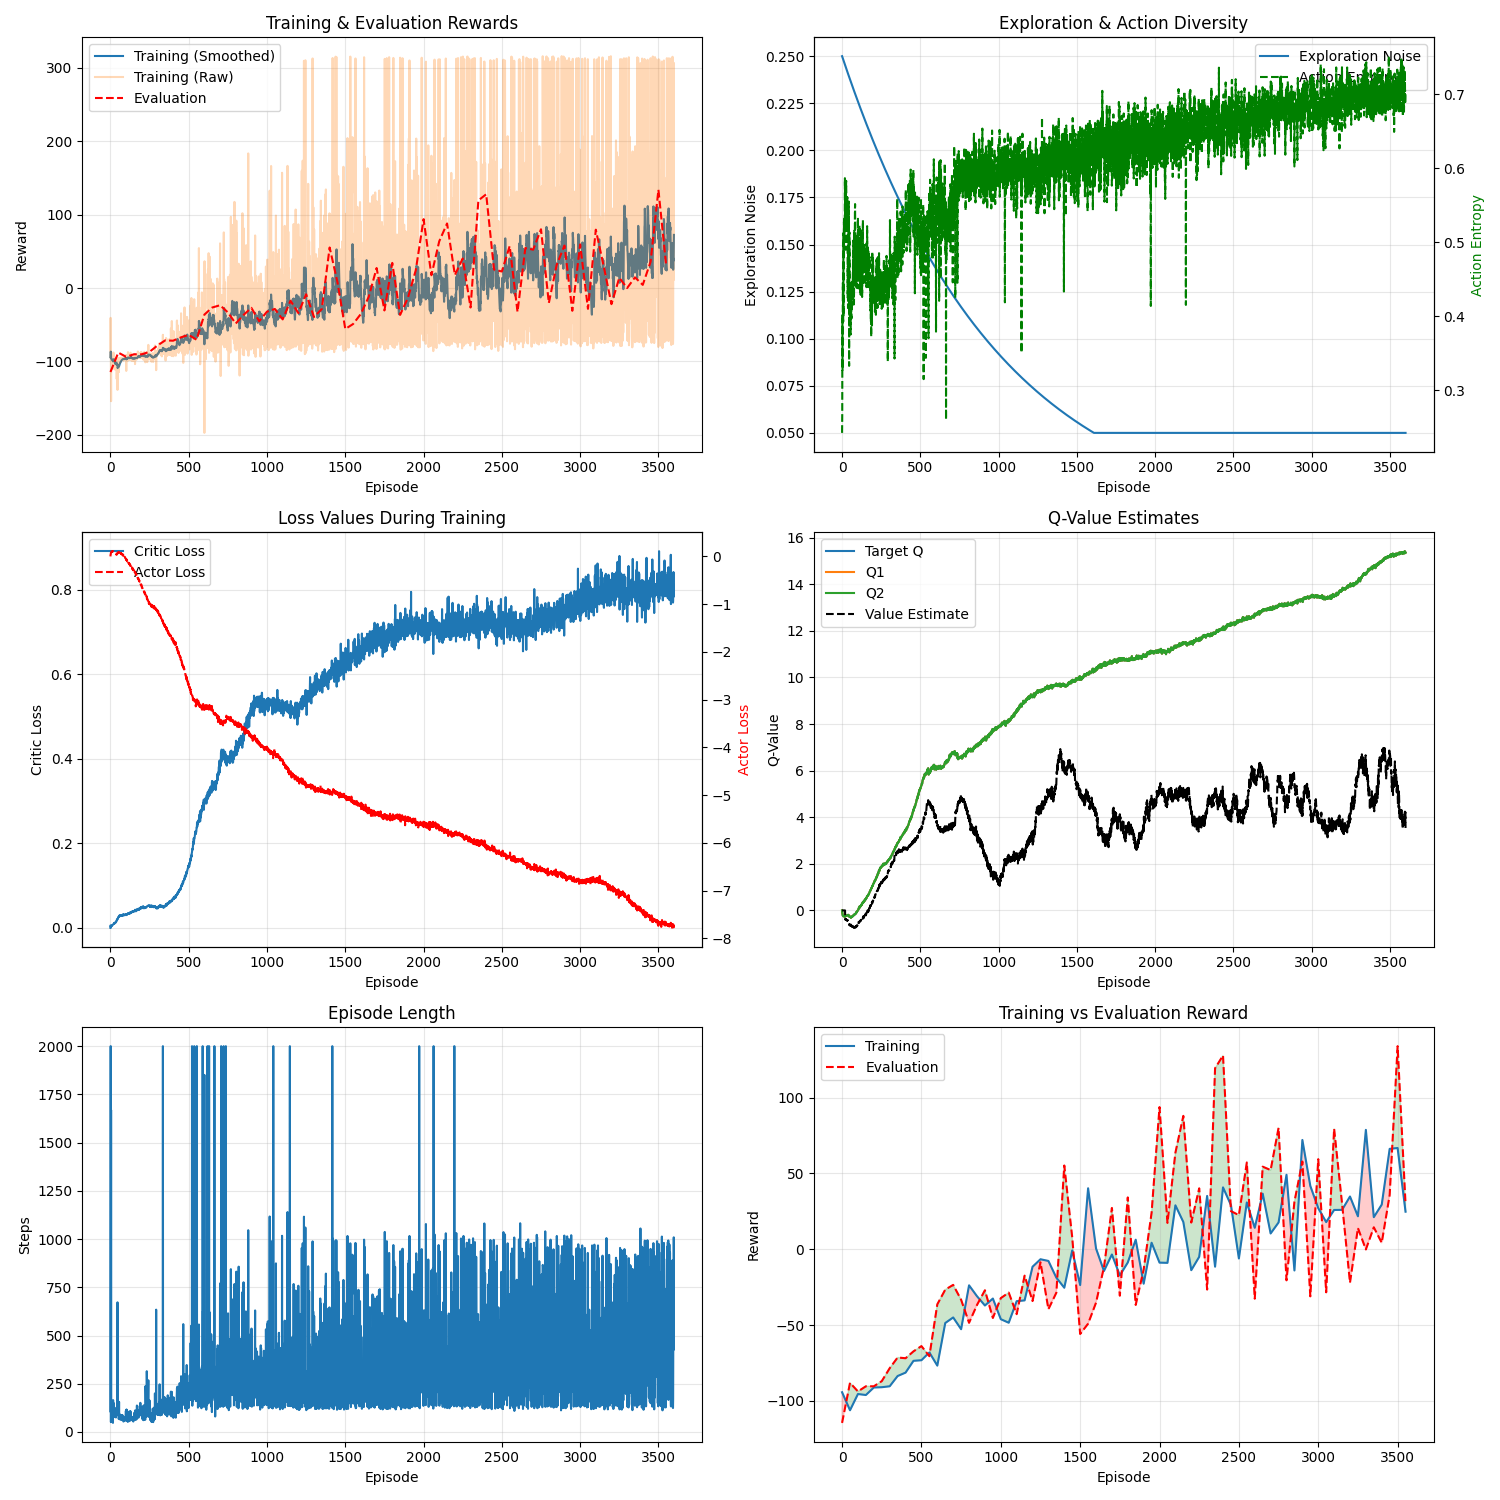 Training & Evaluation Rewards
Training (Smoothed)
Training (Raw)
Evaluation
300
200
100
0
−100
−200
Reward
0 500 1000 1500 2000 2500 3000 3500
Episode
Exploration & Action Diversity
Exploration Noise
Action
0.250
0.225
0.200
0.175
0.150
0.125
0.100
0.075
0.050
Exploration Noise
0.7
0.6
0.5
0.4
0.3
Action Entropy
0 500 1000 1500 2000 2500 3000 3500
Episode
Loss Values During Training
Critic Loss
Actor Loss
0.8
0.6
0.4
0.2
0.0
Critic Loss
0
−1
−2
−3
−4
−5
−6
−7
−8
Actor Loss
0 500 1000 1500 2000 2500 3000 3500
Episode
Q-Value Estimates
Target Q
Q1
Q2
Value Estimate
16
14
12
10
8
6
4
2
0
Q-Value
0 500 1000 1500 2000 2500 3000 3500
Episode
Episode Length
2000
1750
1500
1250
1000
750
500
250
0
Steps
0 500 1000 1500 2000 2500 3000 3500
Episode
Training vs Evaluation Reward
Training
Evaluation
100
50
0
−50
−100
Reward
0 500 1000 1500 2000 2500 3000 3500
Episode